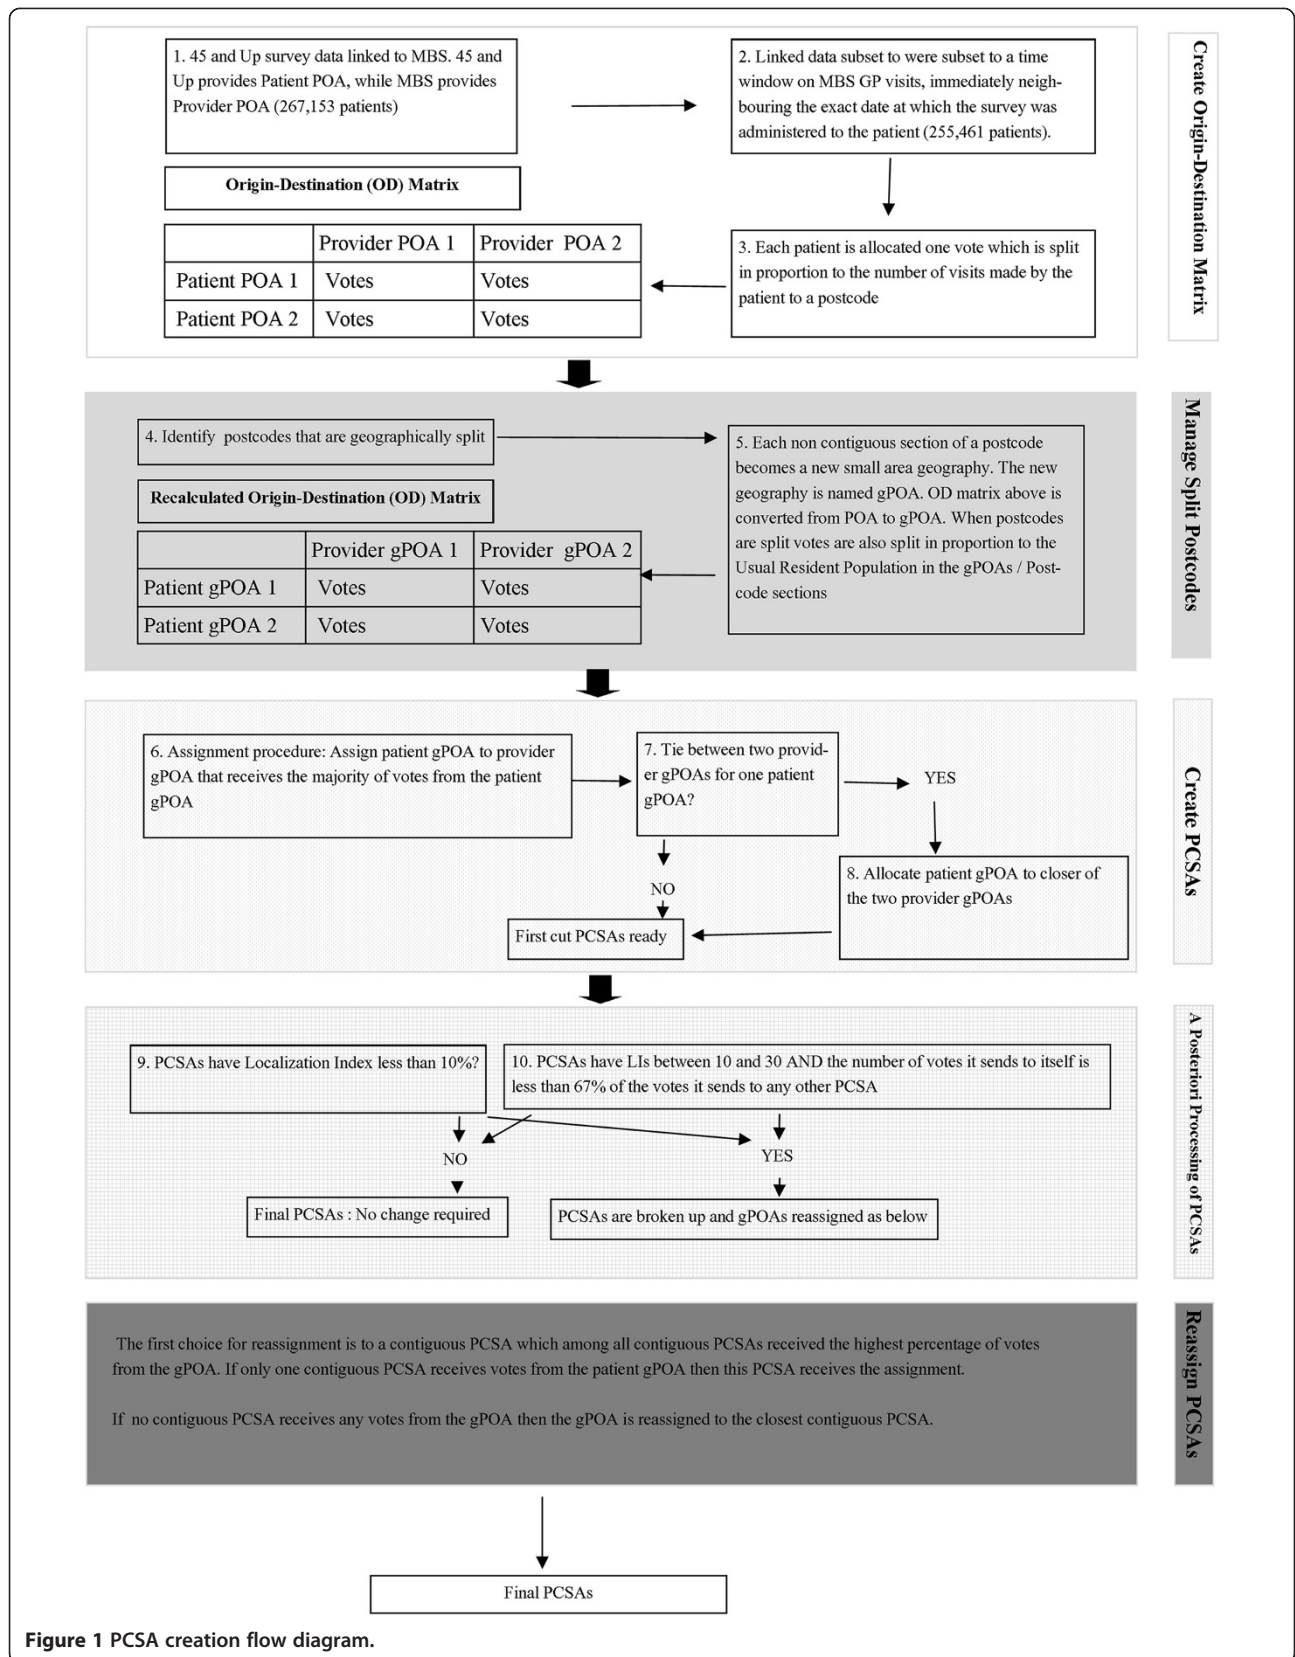 1. 45 and Up survey data linked to MBS. 45 and
Up provides Patient POA, while MBS provides
Provider POA (267,153 patients)
2. Linked data subset to were subset to a time
window on MBS GP visits, immediately neigh-
bouring the exact date at which the survey was
administered to the patient (255,461 patients).
Origin-Destination (OD) Matrix
Provider POA 1 Provider POA 2
Patient POA 1 Votes Votes
Patient POA 2 Votes Votes
3. Each patient is allocated one vote which is split
in proportion to the number of visits made by the
patient to a postcode
Create Origin-Destination Matrix
4. Identify postcodes that are geographically split
5. Each non contiguous section of a postcode
becomes a new small area geography. The new
geography is named gPOA. OD matrix above is
converted from POA to gPOA. When postcodes
are split votes are also split in proportion to the
Usual Resident Population in the gPOAs / Post-
code sections
Recalculated Origin-Destination (OD) Matrix
Provider gPOA 1 Provider gPOA 2
Patient gPOA 1 Votes Votes
Patient gPOA 2 Votes Votes
Manage Split Postcodes
6. Assignment procedure: Assign patient gPOA to provider
gPOA that receives the majority of votes from the patient
gPOA
7. Tie between two provid-
er gPOAs for one patient
gPOA?
YES
NO
8. Allocate patient gPOA to closer of
the two provider gPOAs
First cut PCSAs ready
Create PCSAs
9. PCSAs have Localization Index less than 10%?
10. PCSAs have LIs between 10 and 30 AND the number of votes it sends to itself is
less than 67% of the votes it sends to any other PCSA
NO
YES
Final PCSAs : No change required
PCSAs are broken up and gPOAs reassigned as below
A Posteriori Processing of PCSAs
The first choice for reassignment is to a contiguous PCSA which among all contiguous PCSAs received the highest percentage of votes
from the gPOA. If only one contiguous PCSA receives votes from the patient gPOA then this PCSA receives the assignment.
If no contiguous PCSA receives any votes from the gPOA then the gPOA is reassigned to the closest contiguous PCSA.
Reassign PCSAs
Final PCSAs
Figure 1 PCSA creation flow diagram.